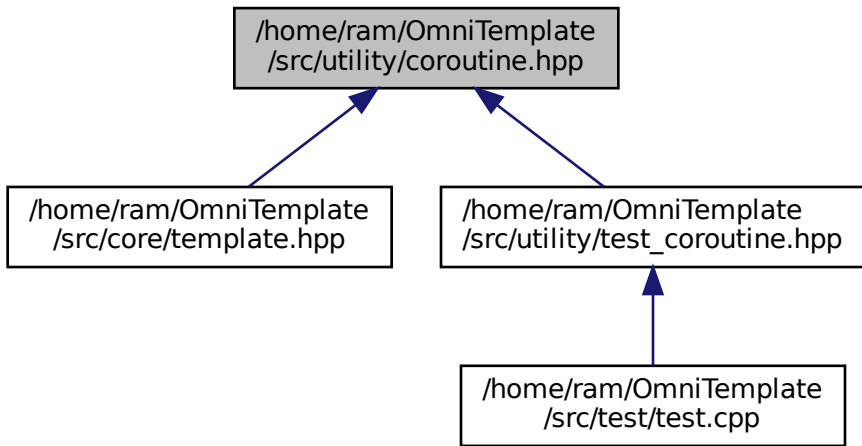 /home/ram/OmniTemplate
/src/utility/coroutine.hpp
/home/ram/OmniTemplate
/src/core/template.hpp
/home/ram/OmniTemplate
/src/utility/test_coroutine.hpp
/home/ram/OmniTemplate
/src/test/test.cpp